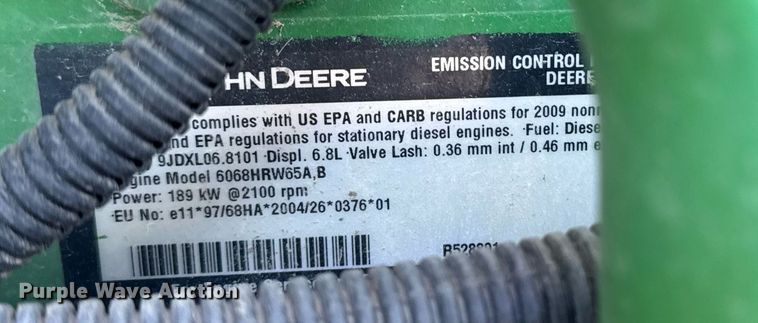 HN DEERE
EMISSION CONTROL
DEERE
complies with US EPA and CARB regulations for 2009
nd EPA regulations for stationary diesel engines. Fuel: Diese
9JDXL06.8101 Displ. 6.8L Valve Lash: 0.36 mm int / 0.46 mm e
gine Model 6068HRW65A,B
Power: 189 kW @2100 rpm
EU No: e11*97/68HA*2004/26*0376*01
Purple Wave Auction